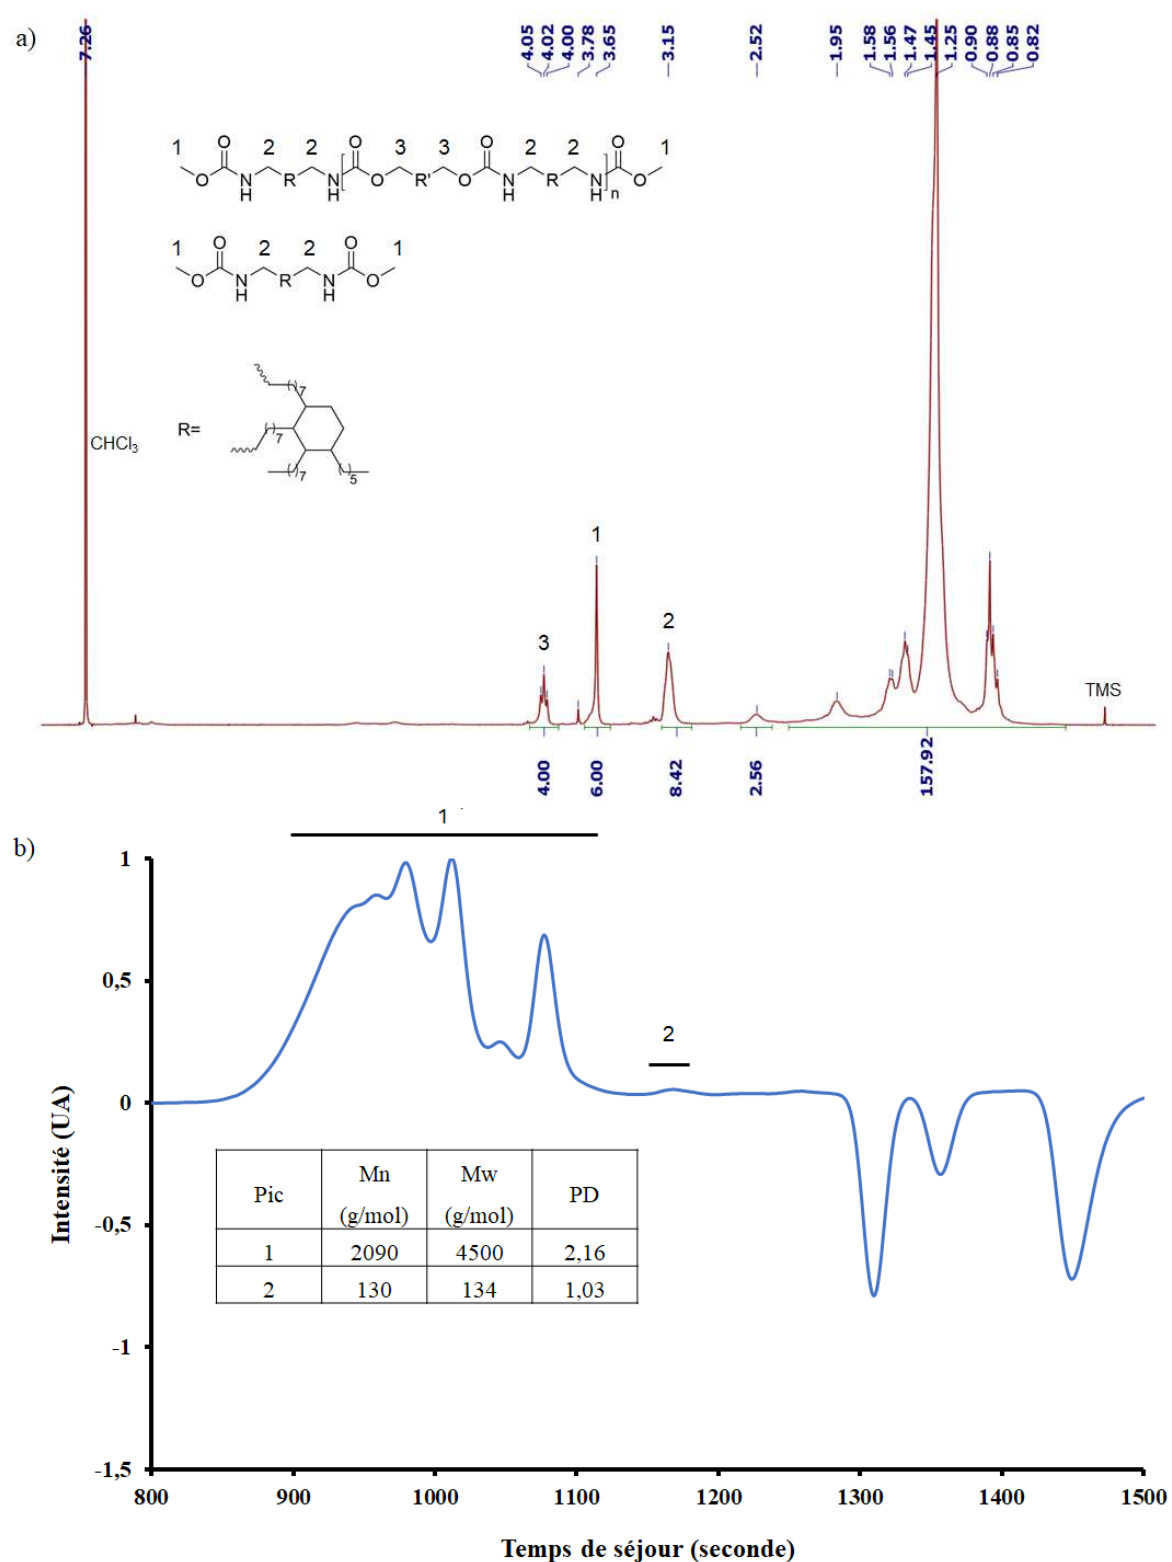 a)
7.26
4.05
4.02
4.00
3.78
3.65
3.15
2.52
1.95
1.58
1.56
1.47
1.45
1.25
0.90
0.88
0.85
0.82
1 O 2 2 O 3 3 O 2 2 O 1
O N H R N H O R' O N H R N H n O
1 O 2 2 O 1
O N H R N H O
R=
7
7
7
5
CHCl3
3
1
2
TMS
4.00
6.00
8.42
2.56
157.92
b)
1
2
1
0,5
0
-0,5
-1
-1,5
Intensité (UA)
Pic Mn (g/mol) Mw (g/mol) PD
1 2090 4500 2,16
2 130 134 1,03
800 900 1000 1100 1200 1300 1400 1500
Temps de séjour (seconde)